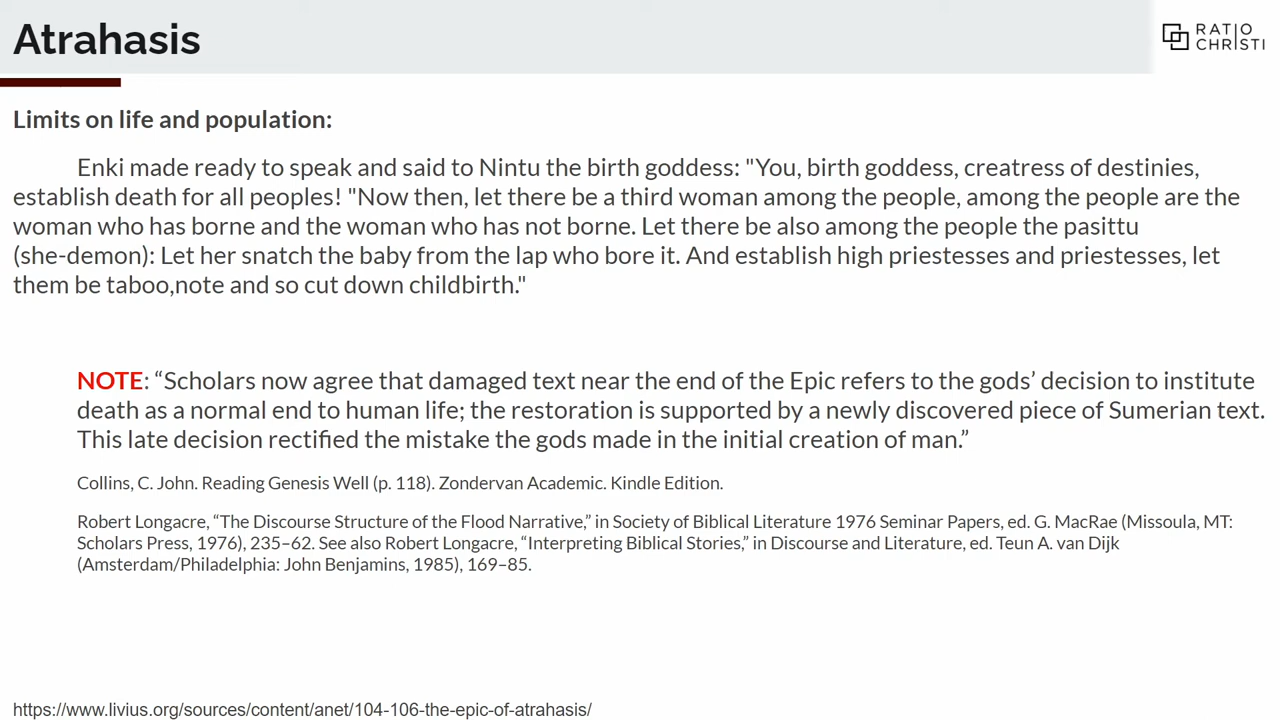 Atrahasis
RATIO
CHRISTI
Limits on life and population:
Enki made ready to speak and said to Nintu the birth goddess: "You, birth goddess, creatress of destinies,
establish death for all peoples! "Now then, let there be a third woman among the people, among the people are the
woman who has borne and the woman who has not borne. Let there be also among the people the pasittu
(she-demon): Let her snatch the baby from the lap who bore it. And establish high priestesses and priestesses, let
them be taboo,note and so cut down childbirth."
NOTE: “Scholars now agree that damaged text near the end of the Epic refers to the gods’ decision to institute
death as a normal end to human life; the restoration is supported by a newly discovered piece of Sumerian text.
This late decision rectified the mistake the gods made in the initial creation of man.”
Collins, C. John. Reading Genesis Well (p. 118). Zondervan Academic. Kindle Edition.
Robert Longacre, “The Discourse Structure of the Flood Narrative,” in Society of Biblical Literature 1976 Seminar Papers, ed. G. MacRae (Missoula, MT:
Scholars Press, 1976), 235–62. See also Robert Longacre, “Interpreting Biblical Stories,” in Discourse and Literature, ed. Teun A. van Dijk
(Amsterdam/Philadelphia: John Benjamins, 1985), 169–85.
https://www.livius.org/sources/content/anet/104-106-the-epic-of-atrahasis/